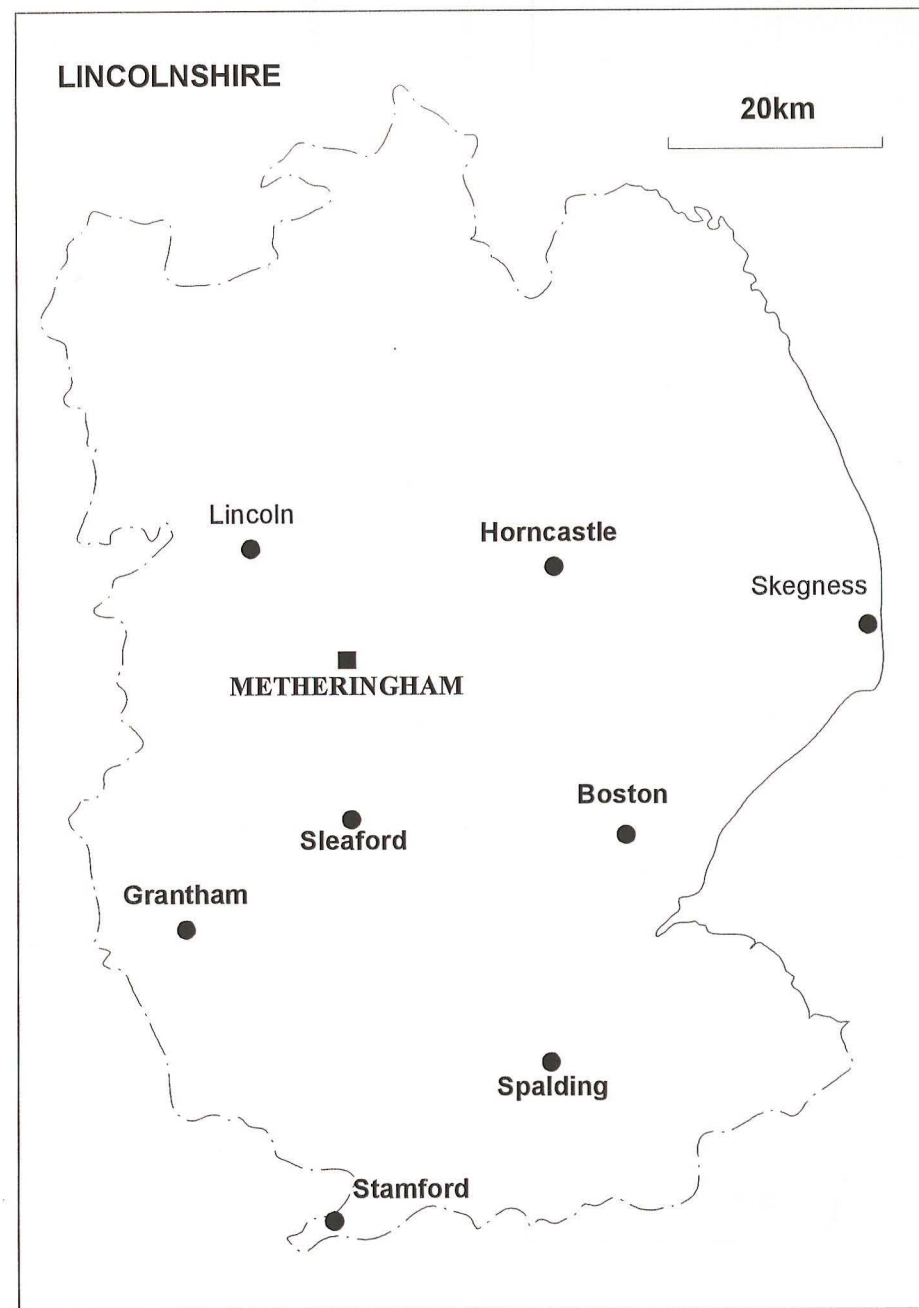 LINCOLNSHIRE
20km
Lincoln
Horncastle
Skegness
METHERINGHAM
Boston
Sleaford
Grantham
Spalding
Stamford